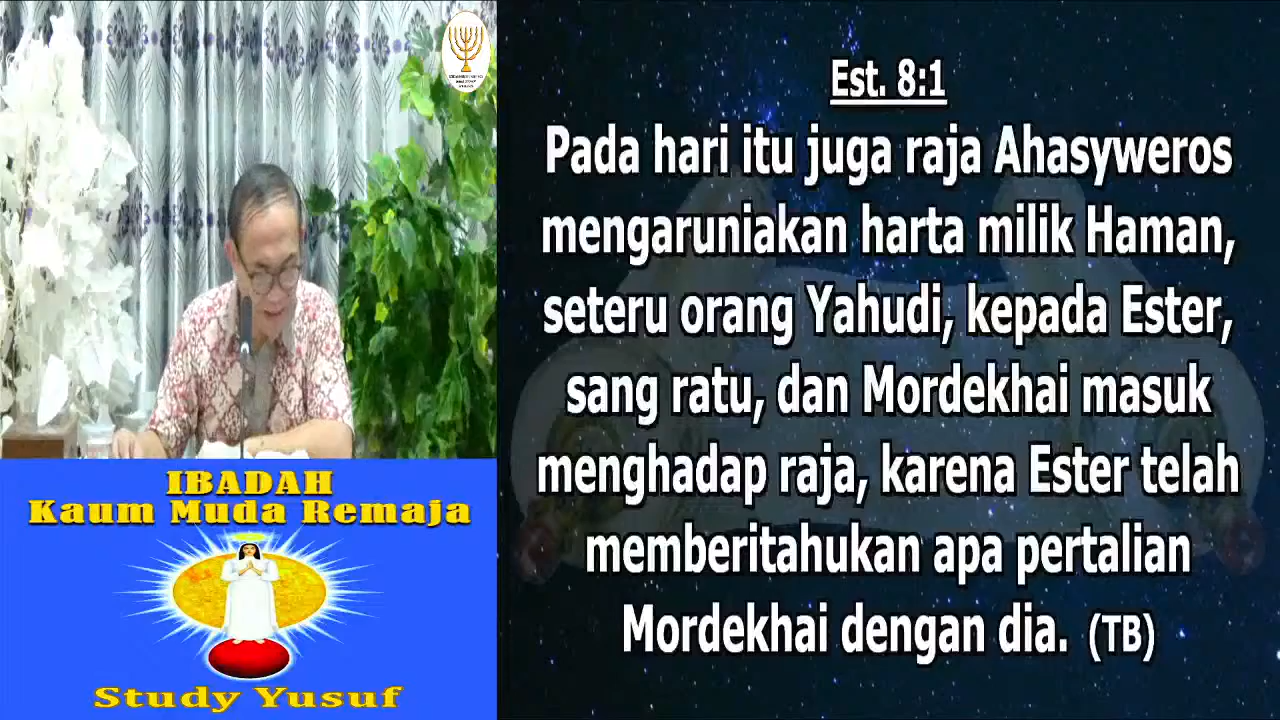 Est. 8:1
Pada hari itu juga raja Ahasyweros
mengaruniakan harta milik Haman,
seteru orang Yahudi, kepada Ester,
sang ratu, dan Mordekhai masuk
menghadap raja, karena Ester telah
memberitahukan apa pertalian
Mordekhai dengan dia. (TB)
IBADAH
Kaum Muda Remaja
Study Yusuf